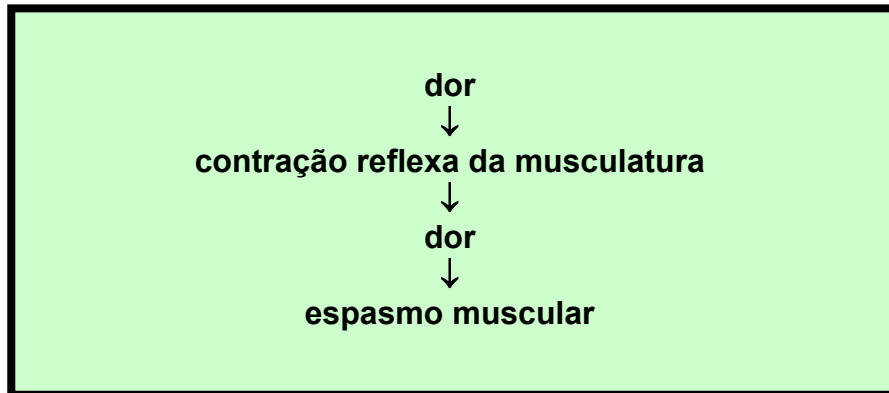 dor
↓
contração reflexa da musculatura
↓
dor
↓
espasmo muscular